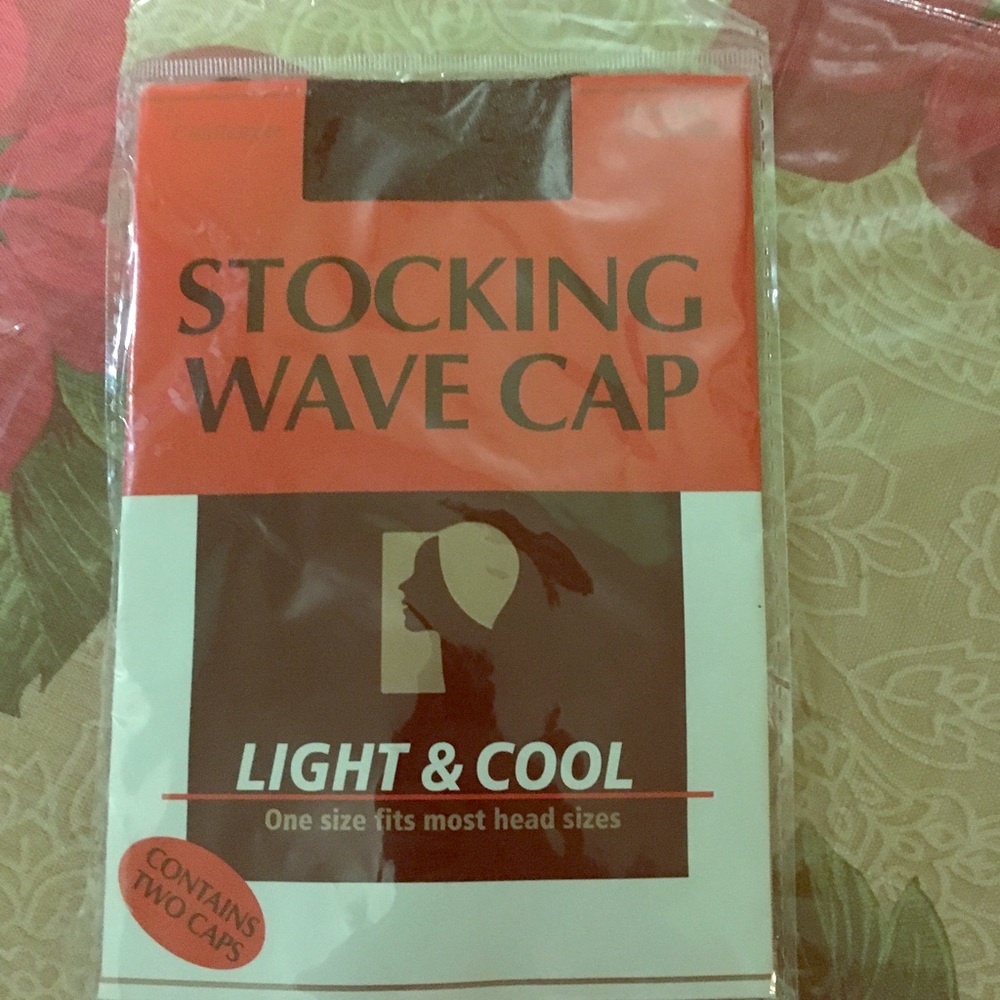 STOCKING
WAVE CAP
LIGHT & COOL
One size fits most head sizes
CONTAINS
TWO CAPS